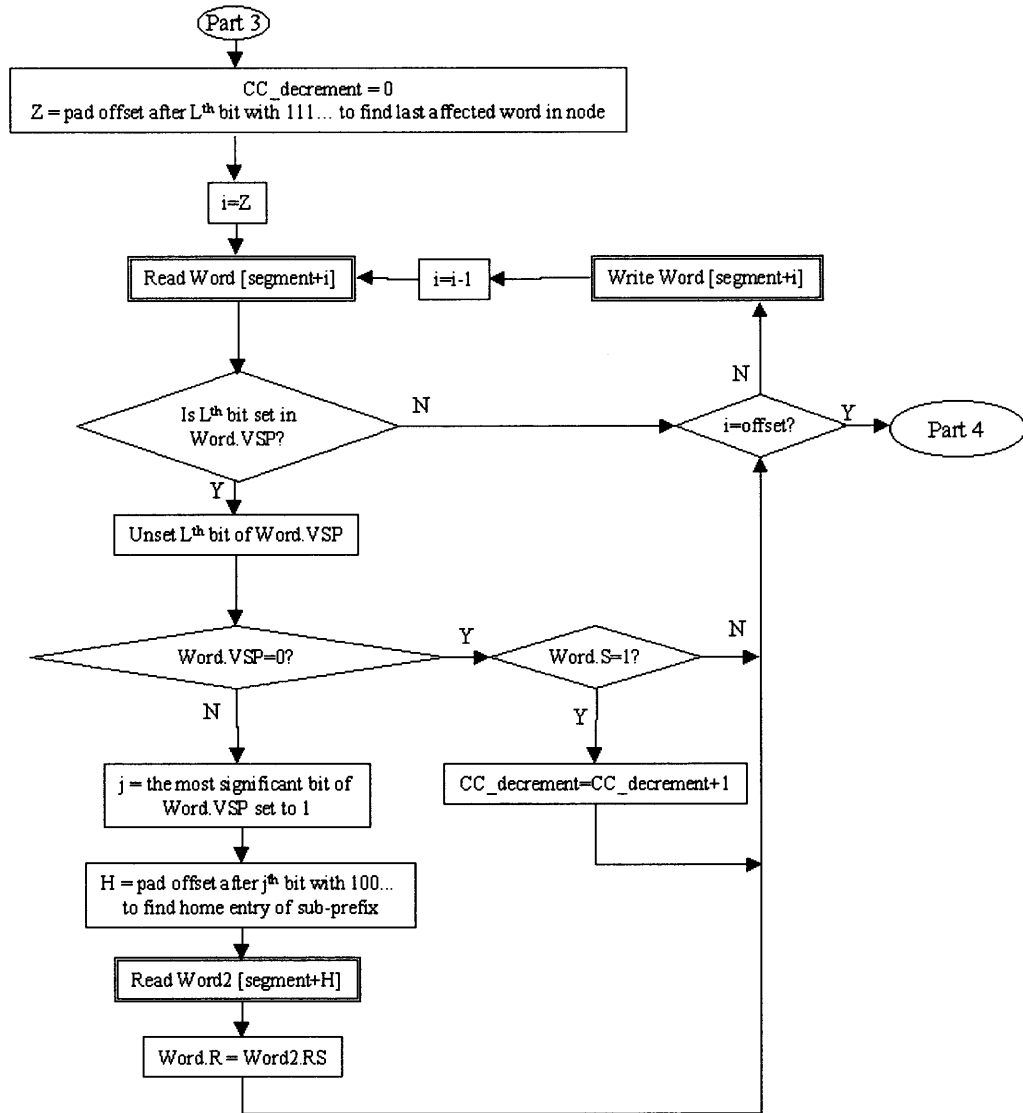 Part 3
CC_decrement = 0
Z = pad offset after Lth bit with 111... to find last affected word in node
i=Z
Read Word [segment+i]
i=i-1
Write Word [segment+i]
N
Is Lth bit set in
Word.VSP?
N
i=offset?
Y
Part 4
Y
Unset Lth bit of Word.VSP
Word.VSP=0?
Y
Word.S=1?
N
N
Y
j = the most significant bit of
Word.VSP set to 1
CC_decrement=CC_decrement+1
H = pad offset after jth bit with 100...
to find home entry of sub-prefix
Read Word2 [segment+H]
Word.R = Word2.RS